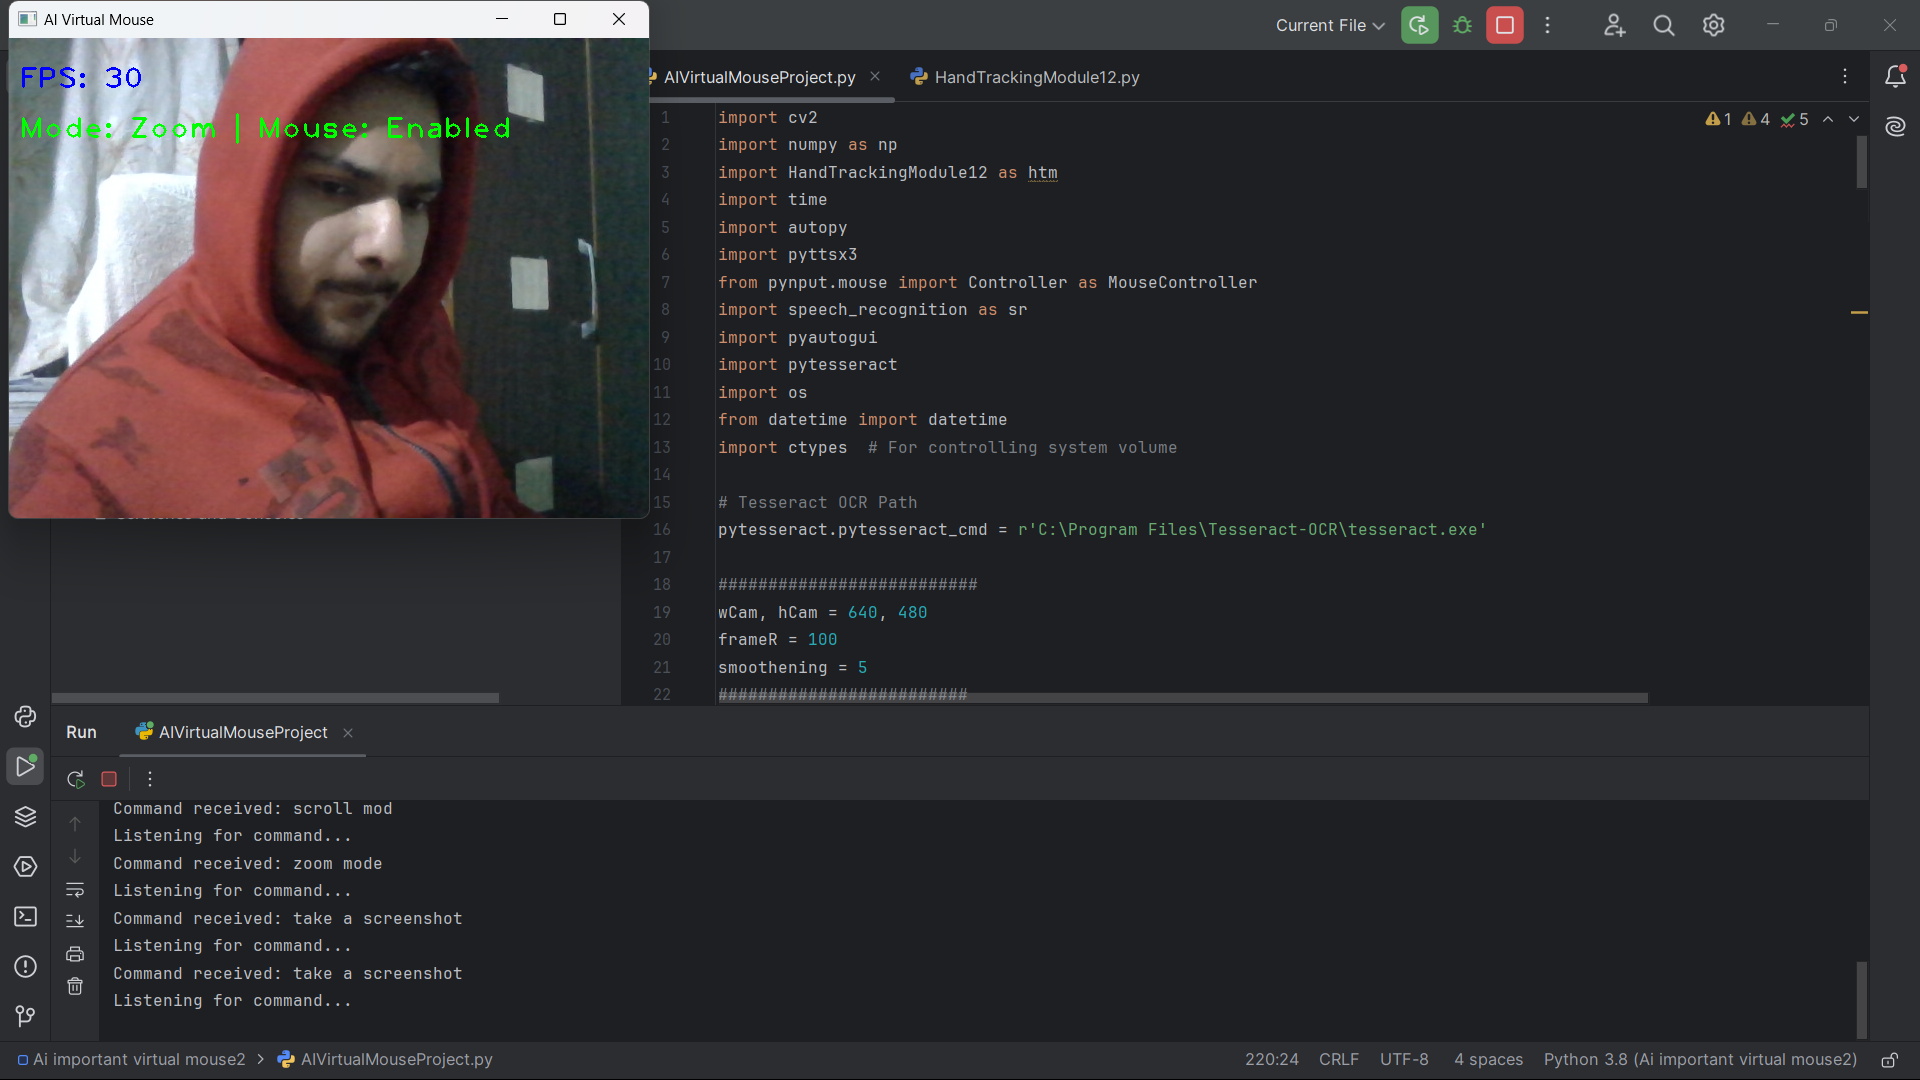 AI Virtual Mouse
FPS: 30
Mode: Zoom | Mouse: Enabled
Current File
AIVirtualMouseProject.py
HandTrackingModule12.py
1 4 5
1 import cv2
2 import numpy as np
3 import HandTrackingModule12 as htm
4 import time
5 import autopy
6 import pyttsx3
7 from pynput.mouse import Controller as MouseController
8 import speech_recognition as sr
9 import pyautogui
10 import pytesseract
11 import os
12 from datetime import datetime
13 import ctypes  # For controlling system volume
14
15 # Tesseract OCR Path
16 pytesseract.pytesseract_cmd = r'C:\Program Files\Tesseract-OCR\tesseract.exe'
17
18 ##########################
19 wCam, hCam = 640, 480
20 frameR = 100
21 smoothening = 5
22 #########################
Run
AIVirtualMouseProject
Command received: scroll mod
Listening for command...
Command received: zoom mode
Listening for command...
Command received: take a screenshot
Listening for command...
Command received: take a screenshot
Listening for command...
Ai important virtual mouse2 > AIVirtualMouseProject.py
220:24 CRLF UTF-8 4 spaces Python 3.8 (Ai important virtual mouse2)